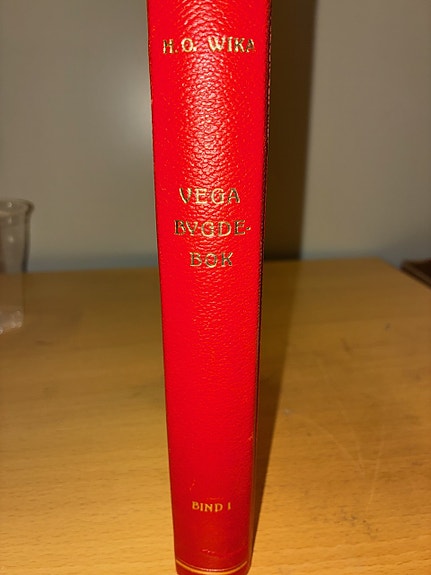 H. O. WIKA
VEGA
BYGDE-
BOK
BIND I